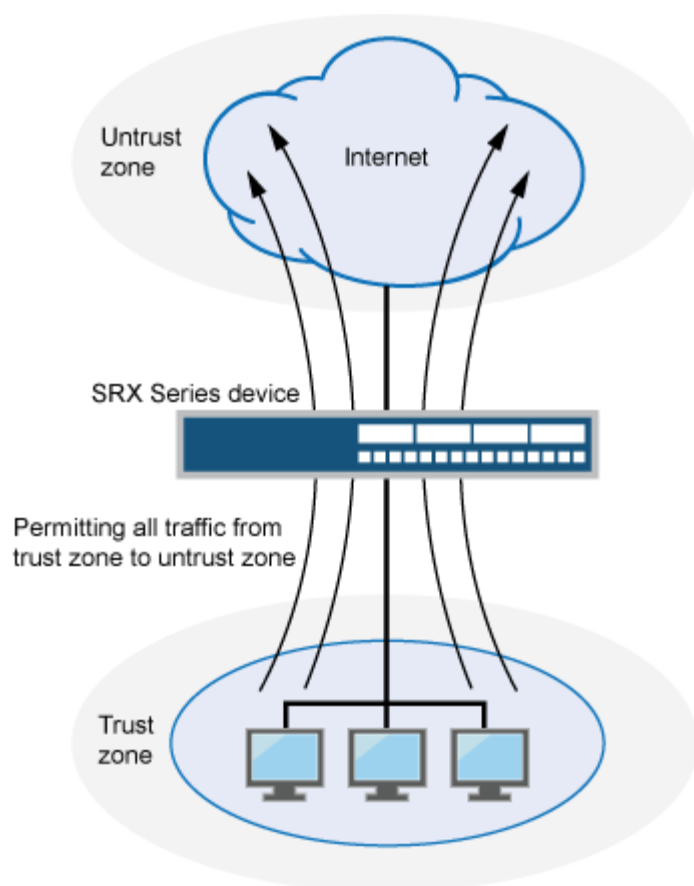 Untrust
zone
Internet
SRX Series device
Permitting all traffic from
trust zone to untrust zone
Trust
zone